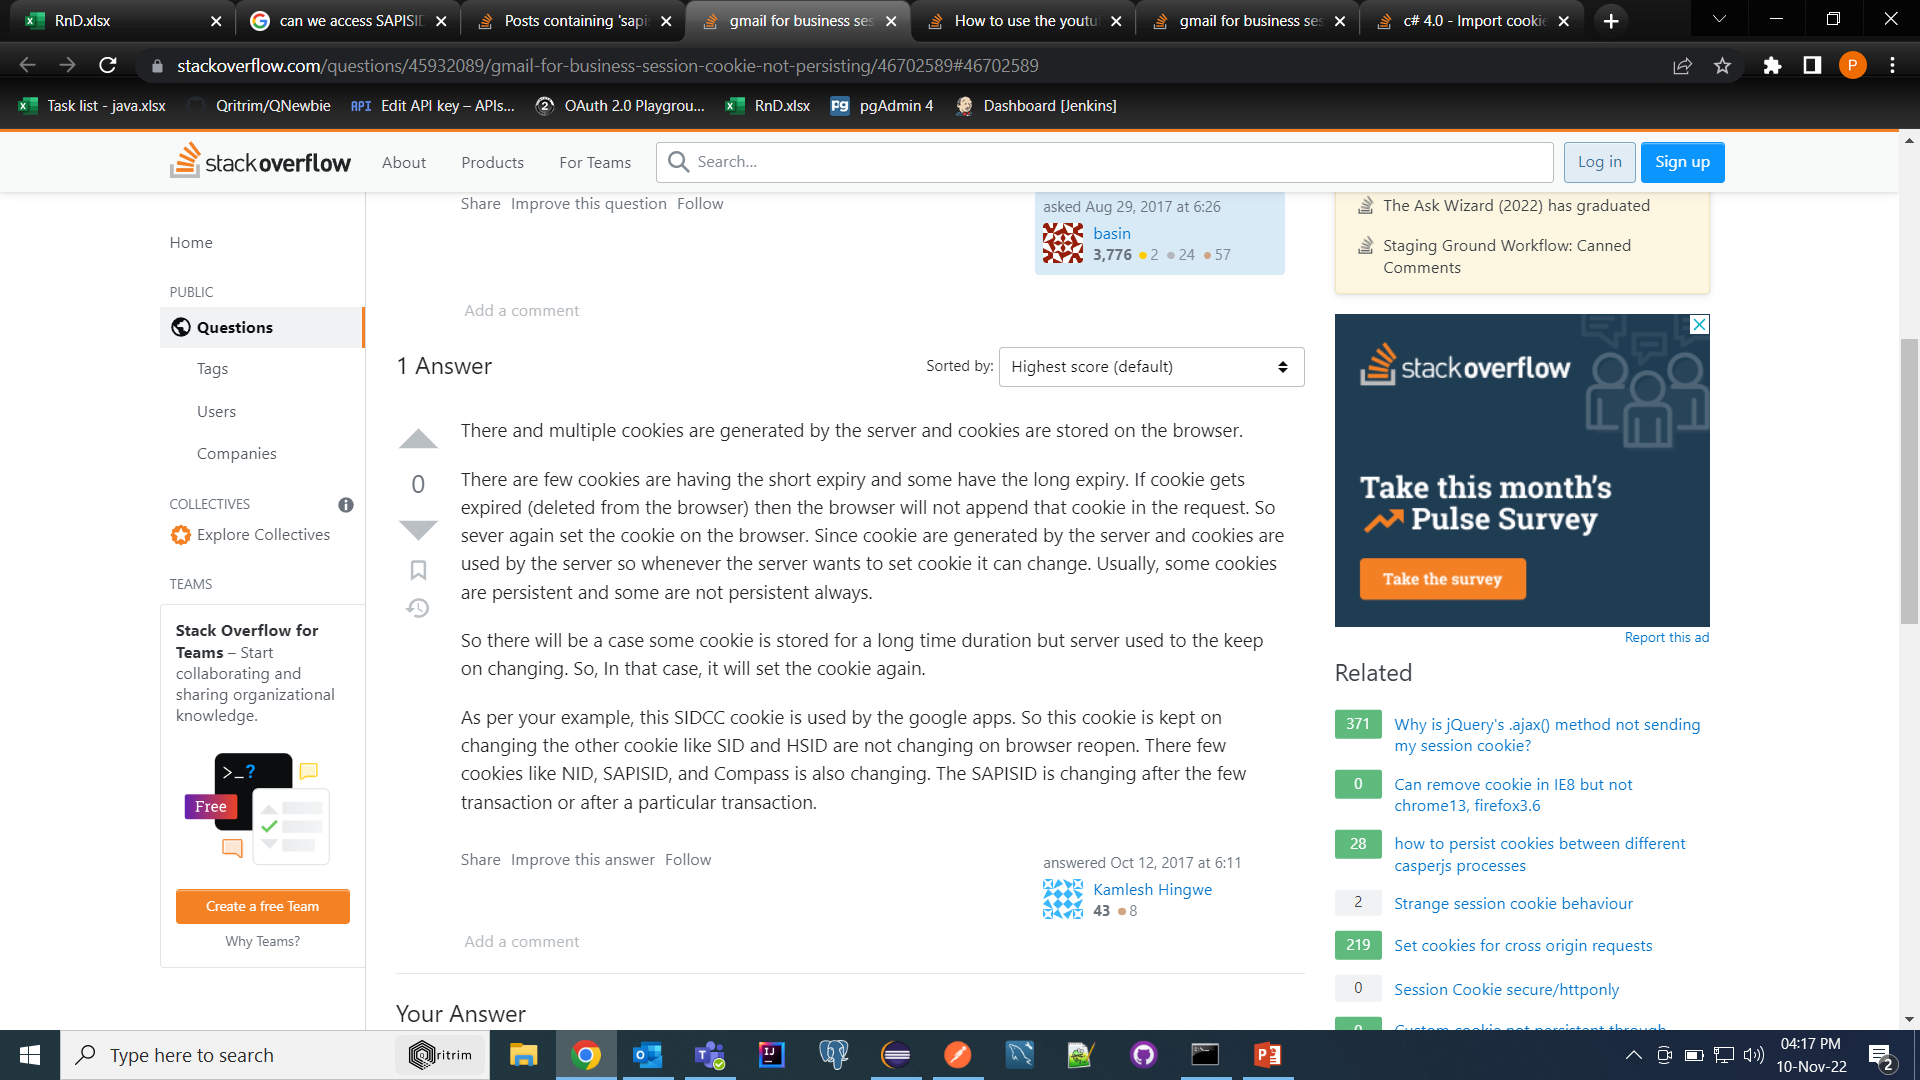 RnD.xlsx
can we access SAPISID
Posts containing 'sapi
gmail for business ses
How to use the youtu
gmail for business ses
c# 4.0 - Import cookie
stackoverflow.com/questions/45932089/gmail-for-business-session-cookie-not-persisting/46702589#46702589
P
Task list - java.xlsx
Qritrim/QNewbie
API Edit API key – APIs...
OAuth 2.0 Playgrou...
RnD.xlsx
Pg pgAdmin 4
Dashboard [Jenkins]
stackoverflow
About
Products
For Teams
Search...
Log in
Sign up
Home
PUBLIC
Questions
Tags
Users
Companies
COLLECTIVES
Explore Collectives
TEAMS
Stack Overflow for
Teams – Start
collaborating and
sharing organizational
knowledge.
>_?
Free
Create a free Team
Why Teams?
Share Improve this question Follow
asked Aug 29, 2017 at 6:26
basin
3,776 2 24 57
Add a comment
1 Answer
Sorted by:
Highest score (default)
0
There and multiple cookies are generated by the server and cookies are stored on the browser.
There are few cookies are having the short expiry and some have the long expiry. If cookie gets
expired (deleted from the browser) then the browser will not append that cookie in the request. So
sever again set the cookie on the browser. Since cookie are generated by the server and cookies are
used by the server so whenever the server wants to set cookie it can change. Usually, some cookies
are persistent and some are not persistent always.
So there will be a case some cookie is stored for a long time duration but server used to the keep
on changing. So, In that case, it will set the cookie again.
As per your example, this SIDCC cookie is used by the google apps. So this cookie is kept on
changing the other cookie like SID and HSID are not changing on browser reopen. There few
cookies like NID, SAPISID, and Compass is also changing. The SAPISID is changing after the few
transaction or after a particular transaction.
Share Improve this answer Follow
answered Oct 12, 2017 at 6:11
Kamlesh Hingwe
43 8
Add a comment
Your Answer
The Ask Wizard (2022) has graduated
Staging Ground Workflow: Canned
Comments
stackoverflow
Take this month's
Pulse Survey
Take the survey
Report this ad
Related
371 Why is jQuery's .ajax() method not sending
my session cookie?
0 Can remove cookie in IE8 but not
chrome13, firefox3.6
28 how to persist cookies between different
casperjs processes
2 Strange session cookie behaviour
219 Set cookies for cross origin requests
0 Session Cookie secure/httponly
Type here to search
Qritrim
04:17 PM
10-Nov-22
2